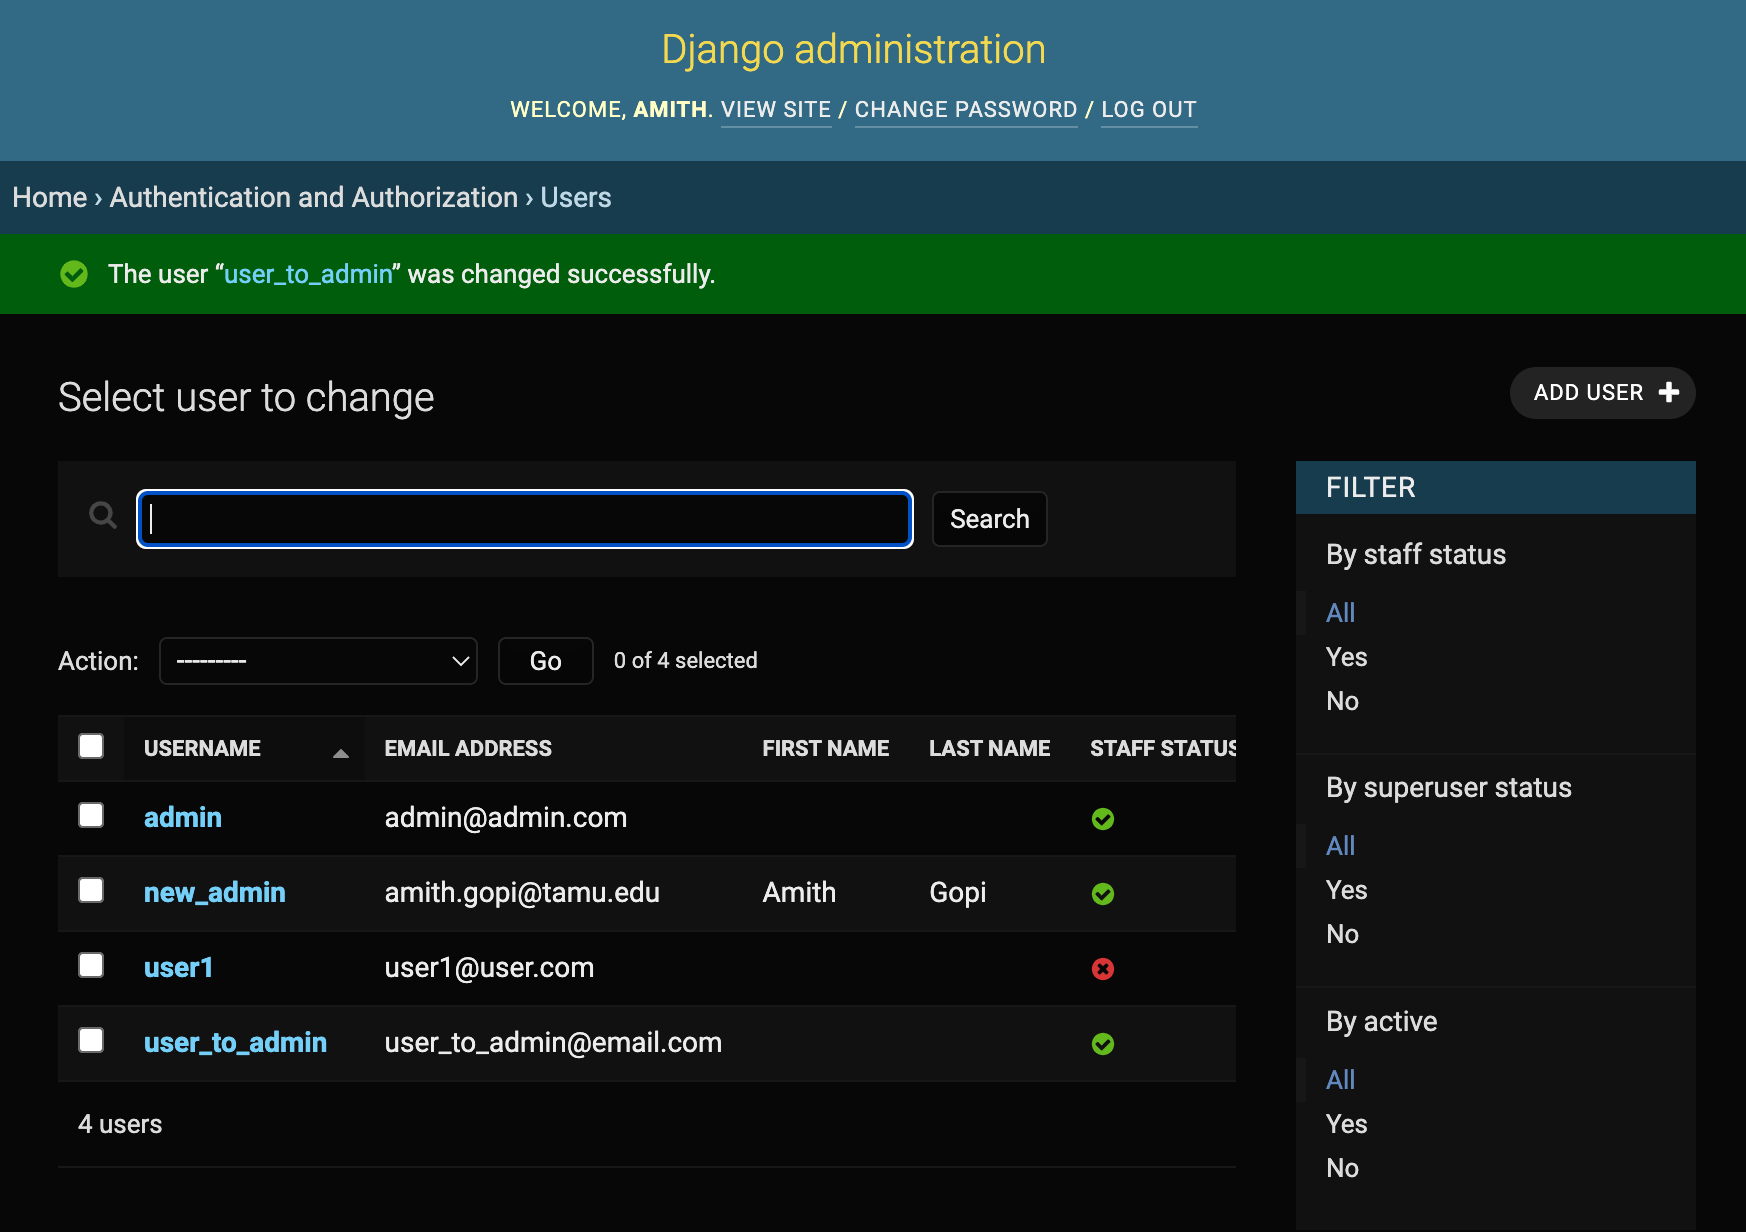 Django administration
WELCOME, AMITH. VIEW SITE / CHANGE PASSWORD / LOG OUT
Home › Authentication and Authorization › Users
The user “user_to_admin” was changed successfully.
Select user to change
ADD USER
Search
Action: --------- Go 0 of 4 selected
USERNAME EMAIL ADDRESS FIRST NAME LAST NAME STAFF STATUS
admin admin@admin.com
new_admin amith.gopi@tamu.edu Amith Gopi
user1 user1@user.com
user_to_admin user_to_admin@email.com
4 users
FILTER
By staff status
All
Yes
No
By superuser status
All
Yes
No
By active
All
Yes
No